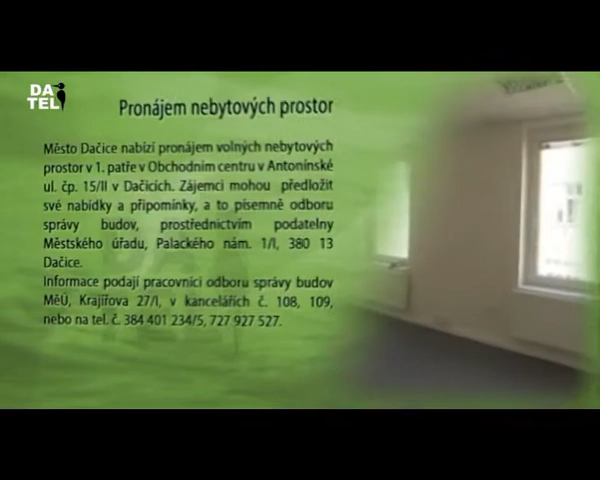 DA
TEL
Pronájem nebytových prostor
Město Dačice nabízí pronájem volných nebytových
prostor v 1. patře v Obchodním centru v Antonínské
ul. čp. 15/II v Dačicích. Zájemci mohou předložit
své nabídky a připomínky, a to písemně odboru
správy budov, prostřednictvím podatelny
Městského úřadu, Palackého nám. 1/I, 380 13
Dačice.
Informace podají pracovníci odboru správy budov
MěÚ, Krajířova 27/I, v kancelářích č. 108, 109,
nebo na tel. č. 384 401 234/5, 727 927 527.